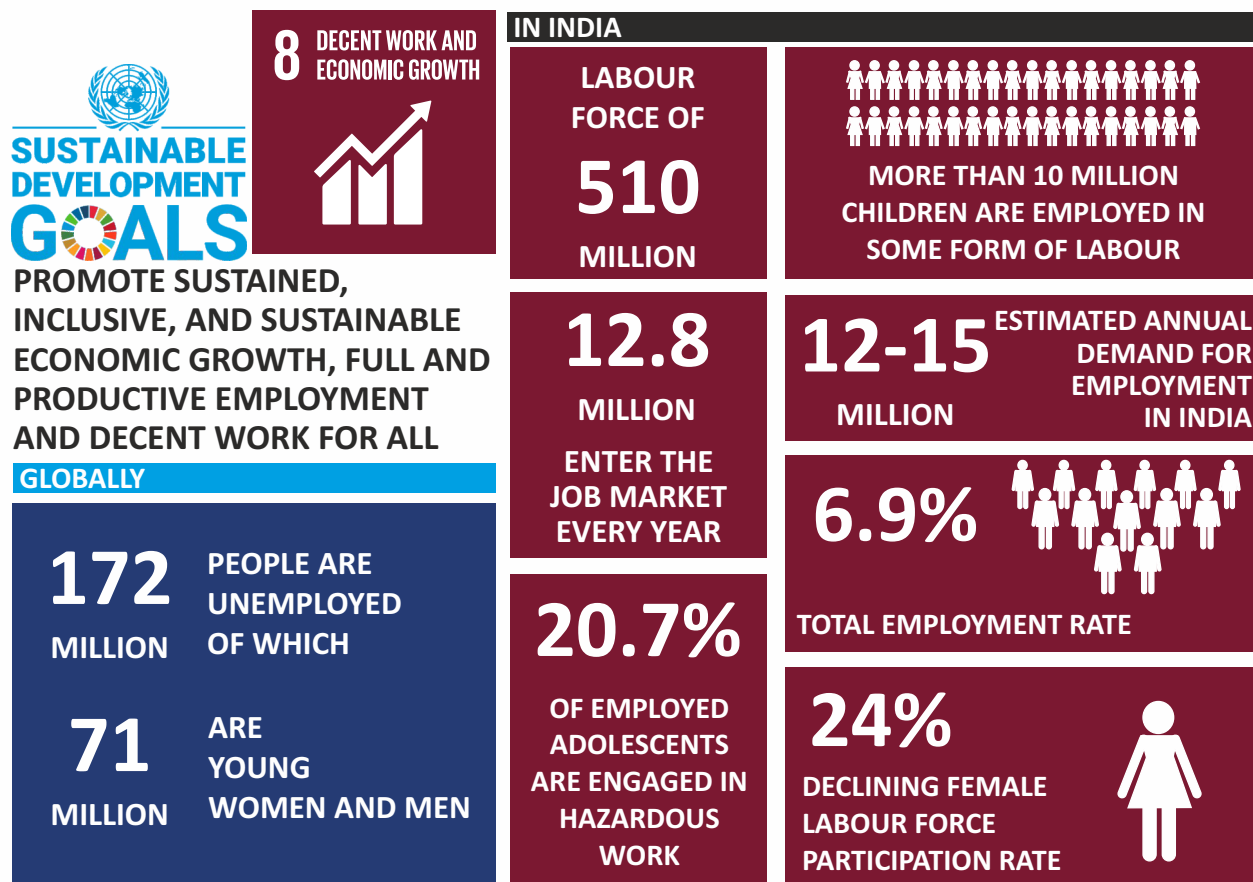 SUSTAINABLE
DEVELOPMENT
GOALS
8 DECENT WORK AND
ECONOMIC GROWTH
PROMOTE SUSTAINED,
INCLUSIVE, AND SUSTAINABLE
ECONOMIC GROWTH, FULL AND
PRODUCTIVE EMPLOYMENT
AND DECENT WORK FOR ALL
GLOBALLY
172
MILLION
PEOPLE ARE
UNEMPLOYED
OF WHICH
71
MILLION
ARE
YOUNG
WOMEN AND MEN
IN INDIA
LABOUR
FORCE OF
510
MILLION
MORE THAN 10 MILLION
CHILDREN ARE EMPLOYED IN
SOME FORM OF LABOUR
12.8
MILLION
ENTER THE
JOB MARKET
EVERY YEAR
12-15
MILLION
ESTIMATED ANNUAL
DEMAND FOR
EMPLOYMENT
IN INDIA
6.9%
TOTAL EMPLOYMENT RATE
20.7%
OF EMPLOYED
ADOLESCENTS
ARE ENGAGED IN
HAZARDOUS
WORK
24%
DECLINING FEMALE
LABOUR FORCE
PARTICIPATION RATE